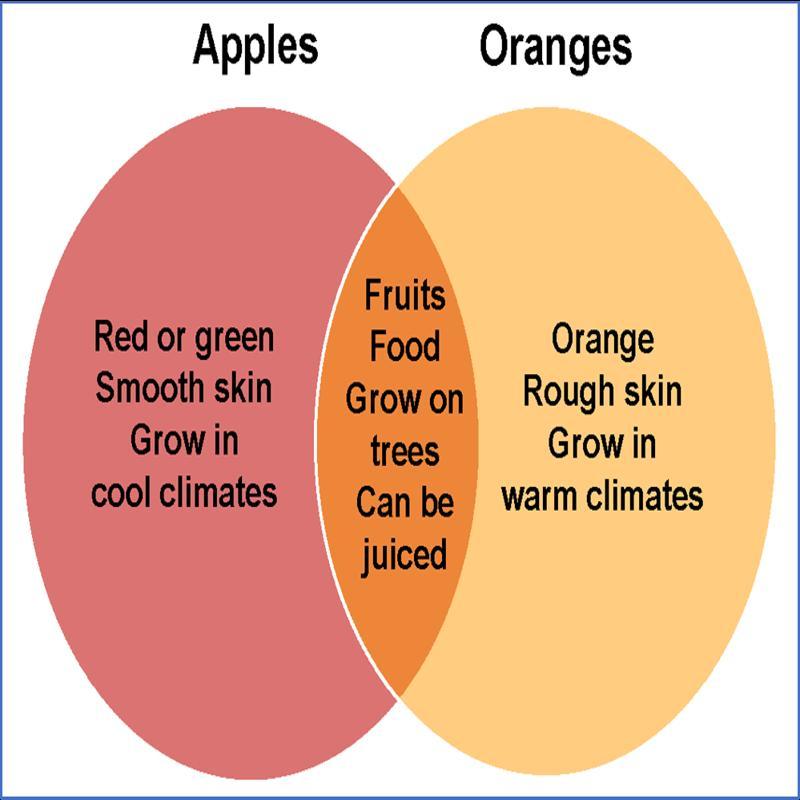 Apples
Oranges
Red or green
Smooth skin
Grow in
cool climates
Fruits
Food
Grow on
trees
Can be
juiced
Orange
Rough skin
Grow in
warm climates